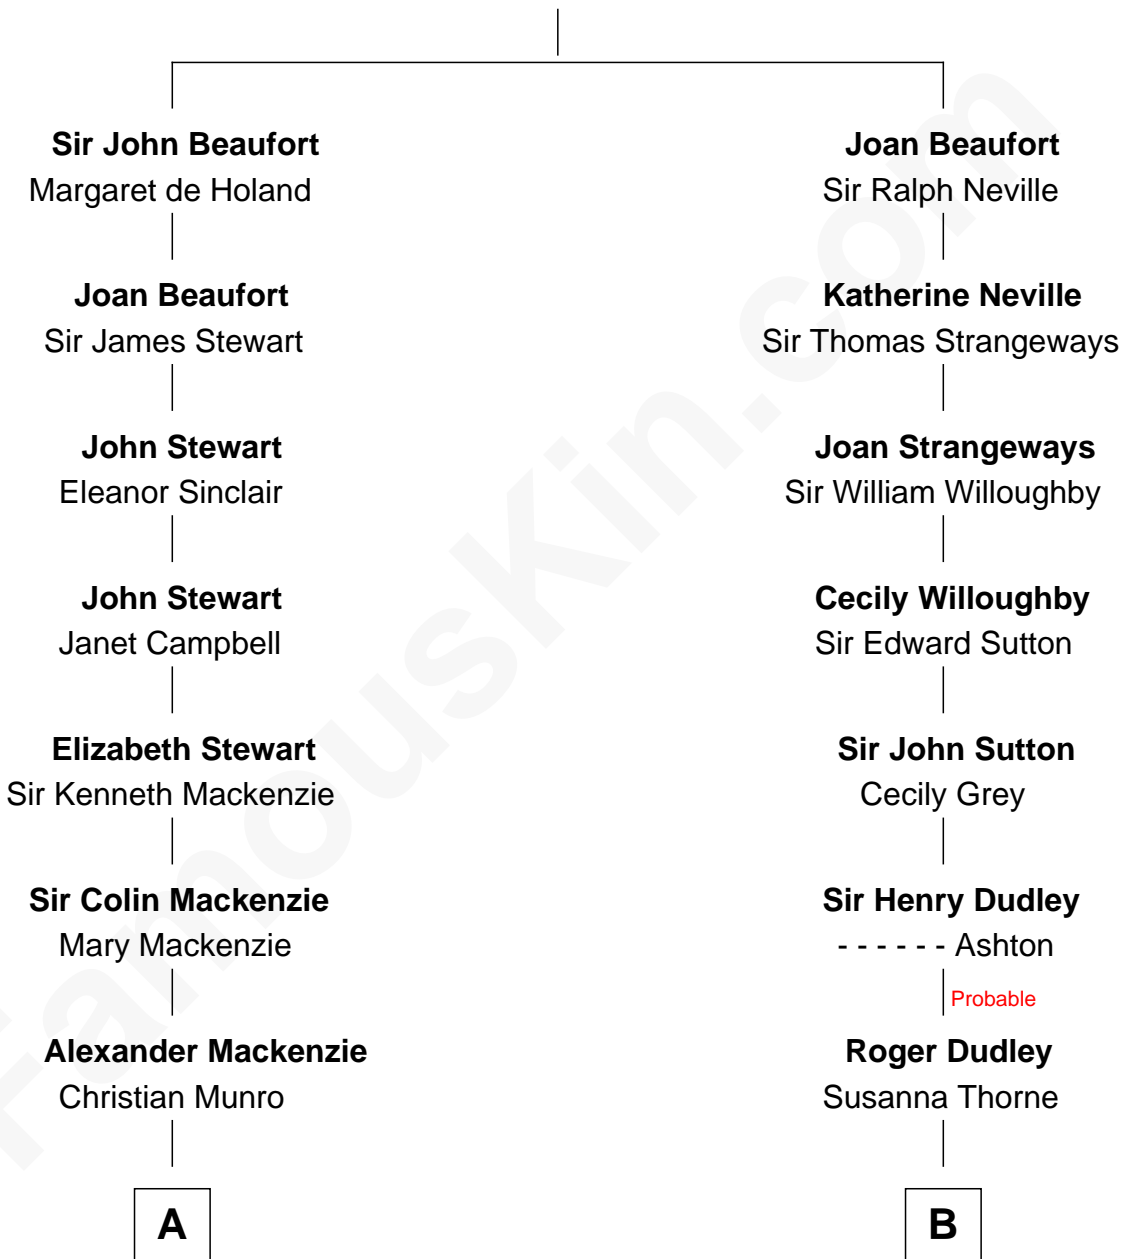 Sir John Beaufort
Margaret de Holand
Joan Beaufort
Sir James Stewart
John Stewart
Eleanor Sinclair
John Stewart
Janet Campbell
Elizabeth Stewart
Sir Kenneth Mackenzie
Sir Colin Mackenzie
Mary Mackenzie
Alexander Mackenzie
Christian Munro
A
Joan Beaufort
Sir Ralph Neville
Katherine Neville
Sir Thomas Strangeways
Joan Strangeways
Sir William Willoughby
Cecily Willoughby
Sir Edward Sutton
Sir John Sutton
Cecily Grey
Sir Henry Dudley
- - - - - - Ashton
Probable
Roger Dudley
Susanna Thorne
B
FamousKin.com